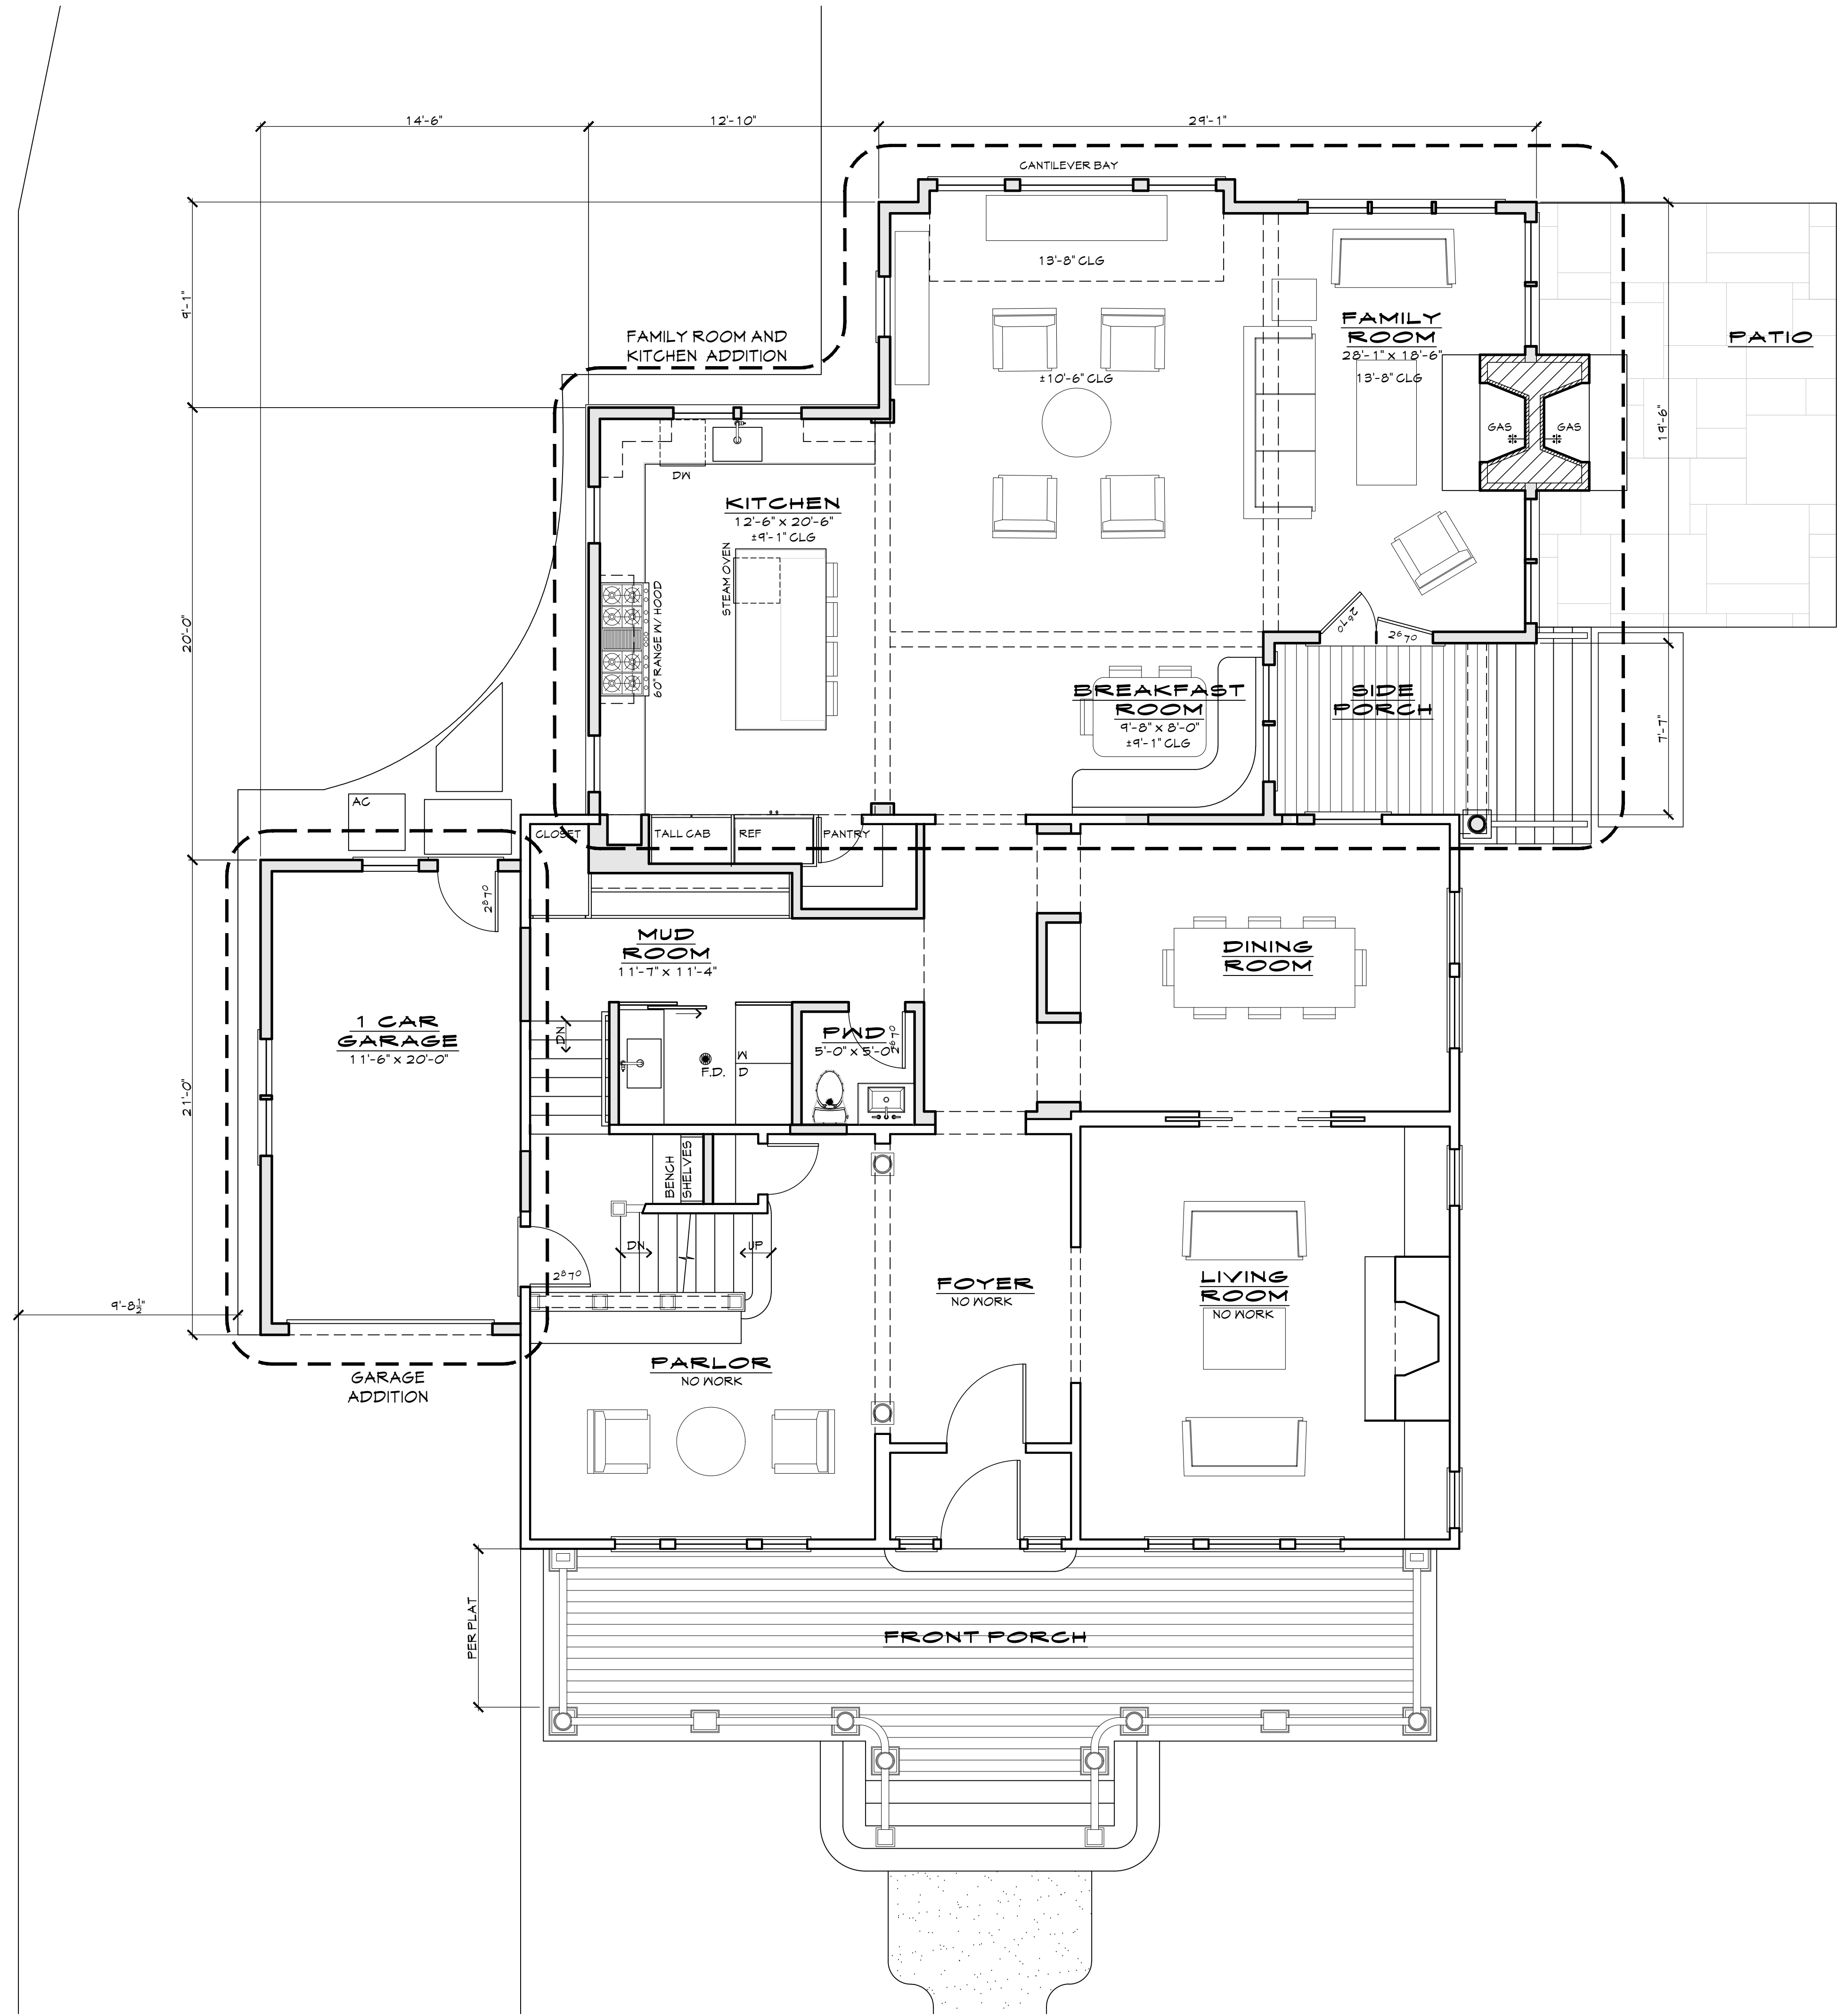 14'-6"
12'-10"
29'-1"
CANTILEVER BAY
13'-8" CLG
9'-1"
FAMILY ROOM AND
KITCHEN ADDITION
FAMILY
ROOM
28'-1" x 18'-6"
13'-8" CLG
PATIO
±10'-6" CLG
GAS
GAS
19'-6"
DW
KITCHEN
12'-6" x 20'-6"
±9'-1" CLG
STEAM OVEN
60" RANGE W/ HOOD
20'-0"
2670
2670
BREAKFAST
ROOM
9'-8" x 8'-0"
±9'-1" CLG
SIDE
PORCH
7'-7"
AC
CLOSET
TALL CAB
REF
PANTRY
2870
MUD
ROOM
11'-7" x 11'-4"
DINING
ROOM
1 CAR
GARAGE
11'-6" x 20'-0"
21'-0"
DN
F.D.
W
D
PWD
5'-0" x 5'-0"
2670
BENCH
SHELVES
DN
UP
2870
9'-8½"
FOYER
NO WORK
LIVING
ROOM
NO WORK
PARLOR
NO WORK
GARAGE
ADDITION
PER PLAT
FRONT PORCH